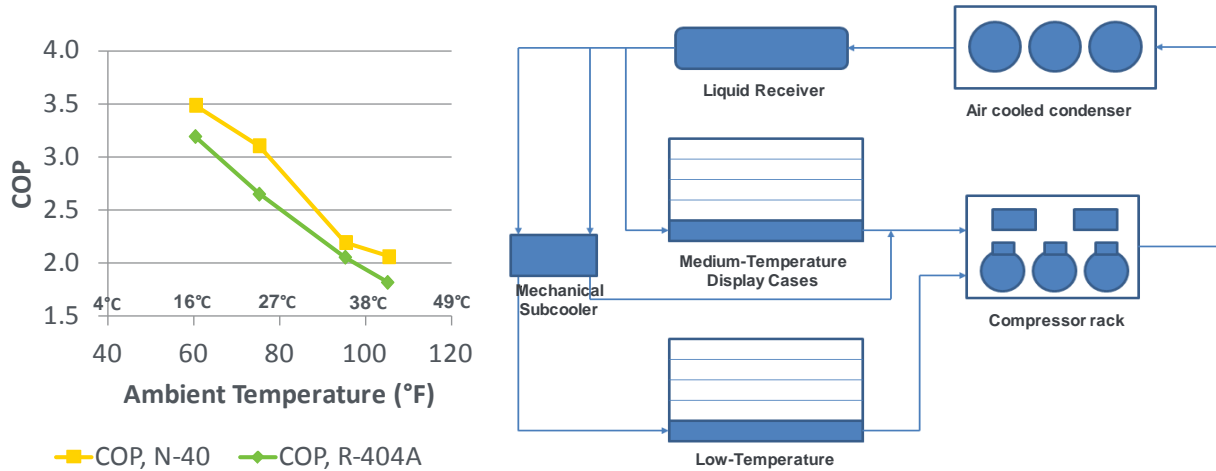 4.0
3.5
3.0
2.5
2.0
1.5
COP
4°C 16°C 27°C 38°C 49°C
40 60 80 100 120
Ambient Temperature (°F)
COP, N-40 COP, R-404A
Liquid Receiver
Air cooled condenser
Medium-Temperature
Display Cases
Mechanical
Subcooler
Compressor rack
Low-Temperature